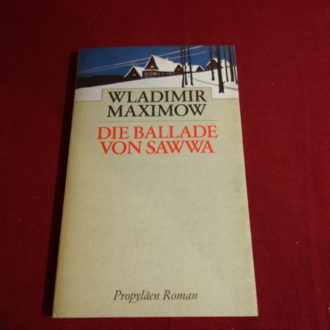 WLADIMIR
MAXIMOW
DIE BALLADE
VON SAWWA
Propyläen Roman